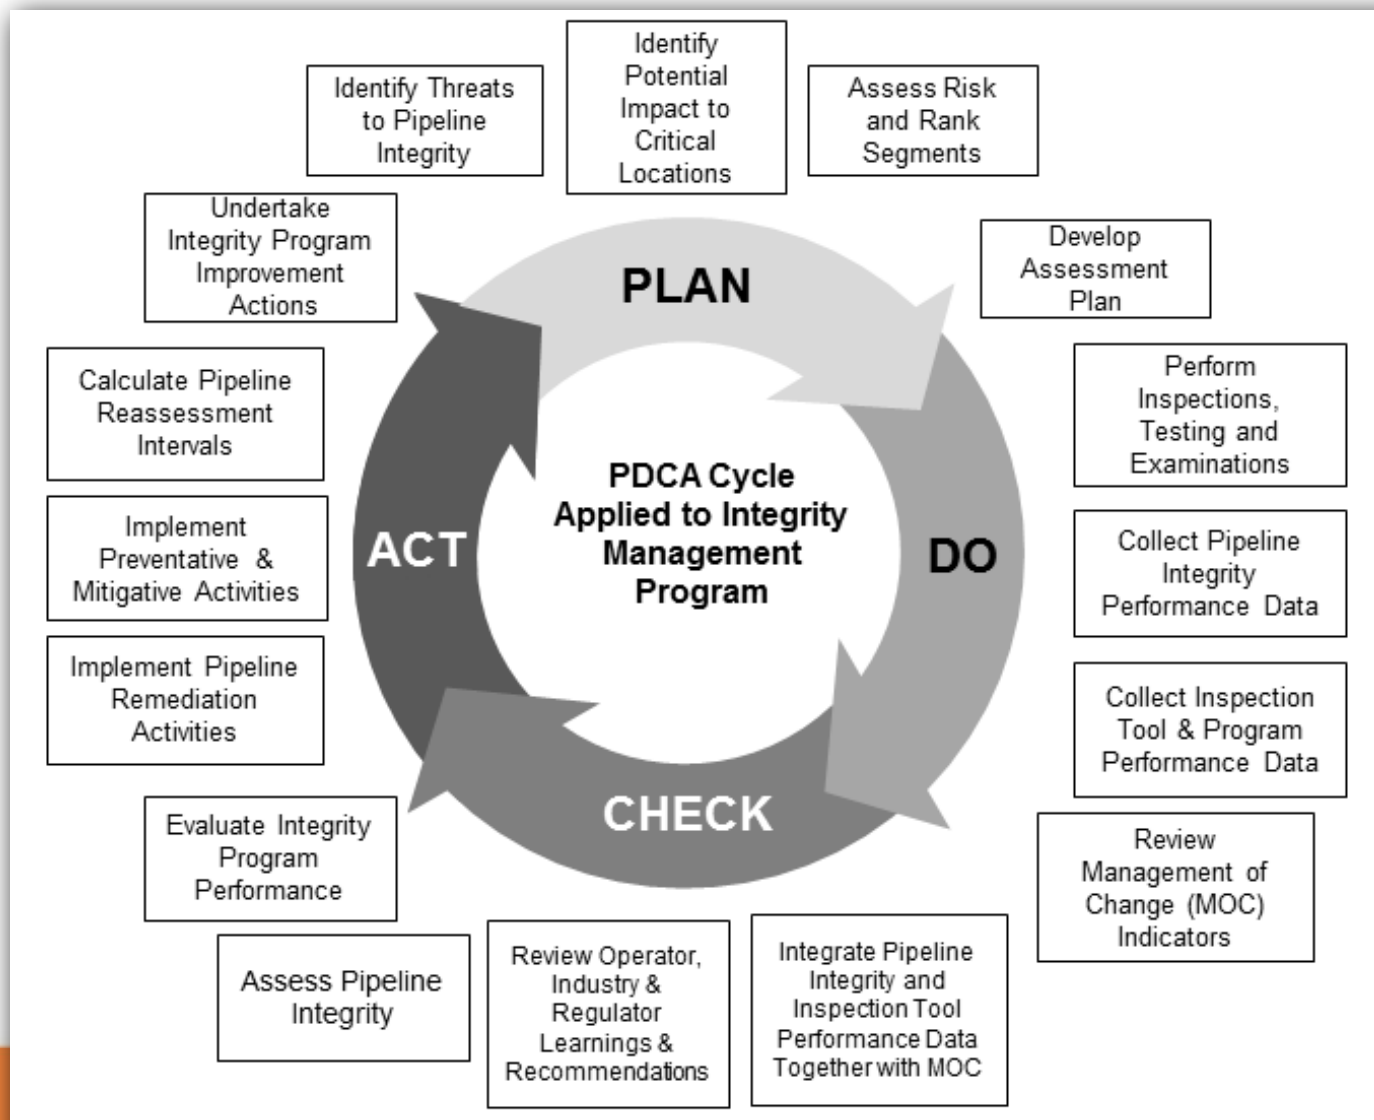 Identify
Potential
Impact to
Critical
Locations
Identify Threats
to Pipeline
Integrity
Assess Risk
and Rank
Segments
Undertake
Integrity Program
Improvement
Actions
Develop
Assessment
Plan
PLAN
Calculate Pipeline
Reassessment
Intervals
Perform
Inspections,
Testing and
Examinations
PDCA Cycle
Applied to Integrity
Management
Program
ACT
DO
Implement
Preventative &
Mitigative Activities
Collect Pipeline
Integrity
Performance Data
Implement Pipeline
Remediation
Activities
Collect Inspection
Tool & Program
Performance Data
CHECK
Evaluate Integrity
Program
Performance
Review
Management of
Change (MOC)
Indicators
Assess Pipeline
Integrity
Review Operator,
Industry &
Regulator
Learnings &
Recommendations
Integrate Pipeline
Integrity and
Inspection Tool
Performance Data
Together with MOC